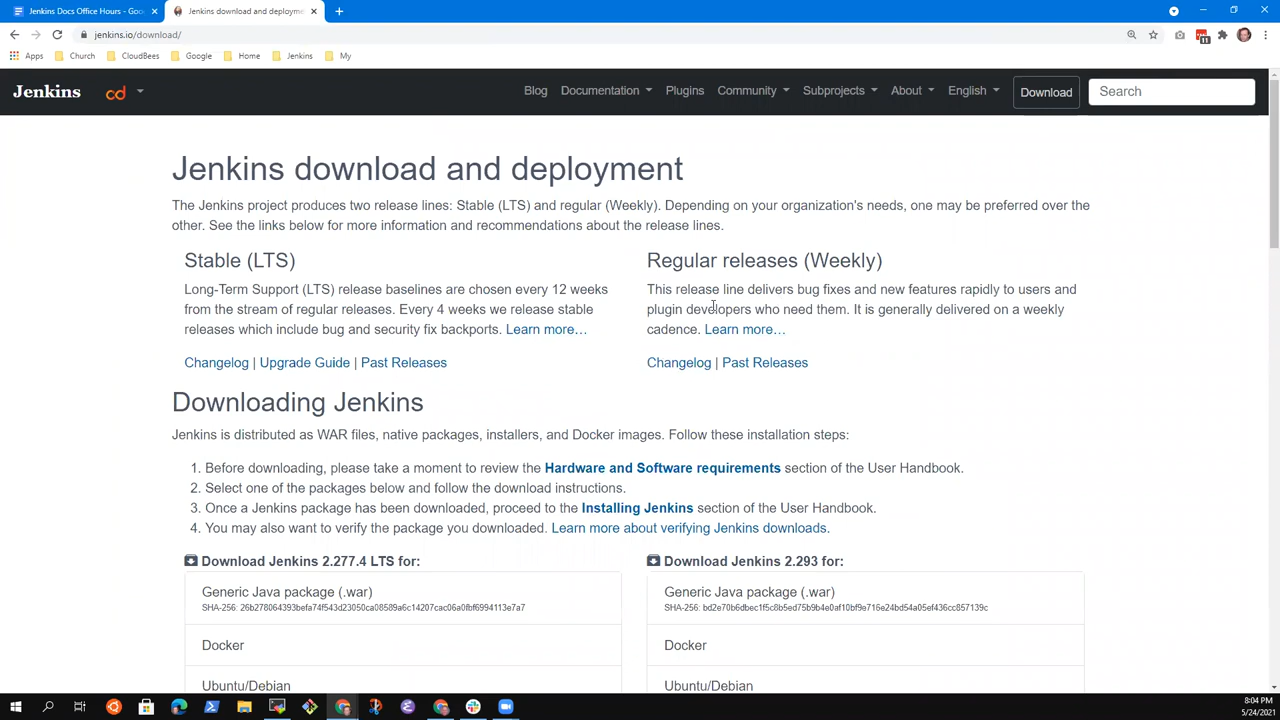 Jenkins Docs Office Hours - Goo
Jenkins download and deployme
jenkins.io/download/
11
Apps
Church
CloudBees
Google
Home
Jenkins
My
Jenkins
cd
Blog
Documentation
Plugins
Community
Subprojects
About
English
Download
Search
Jenkins download and deployment
The Jenkins project produces two release lines: Stable (LTS) and regular (Weekly). Depending on your organization's needs, one may be preferred over the
other. See the links below for more information and recommendations about the release lines.
Stable (LTS)
Long-Term Support (LTS) release baselines are chosen every 12 weeks
from the stream of regular releases. Every 4 weeks we release stable
releases which include bug and security fix backports. Learn more…
Changelog | Upgrade Guide | Past Releases
Regular releases (Weekly)
This release line delivers bug fixes and new features rapidly to users and
plugin developers who need them. It is generally delivered on a weekly
cadence. Learn more…
Changelog | Past Releases
Downloading Jenkins
Jenkins is distributed as WAR files, native packages, installers, and Docker images. Follow these installation steps:
1. Before downloading, please take a moment to review the Hardware and Software requirements section of the User Handbook.
2. Select one of the packages below and follow the download instructions.
3. Once a Jenkins package has been downloaded, proceed to the Installing Jenkins section of the User Handbook.
4. You may also want to verify the package you downloaded. Learn more about verifying Jenkins downloads.
Download Jenkins 2.277.4 LTS for:
Generic Java package (.war)
SHA-256: 26b278064393befa74f543d23050ca08589a6c14207cac06a0fbf6994113e7a7
Docker
Ubuntu/Debian
Download Jenkins 2.293 for:
Generic Java package (.war)
SHA-256: bd2e70b6dbec1f5c8b5ed75b9b4e0af10bf9e716e24bd54a05ef436cc857139c
Docker
Ubuntu/Debian
8:04 PM
5/24/2021